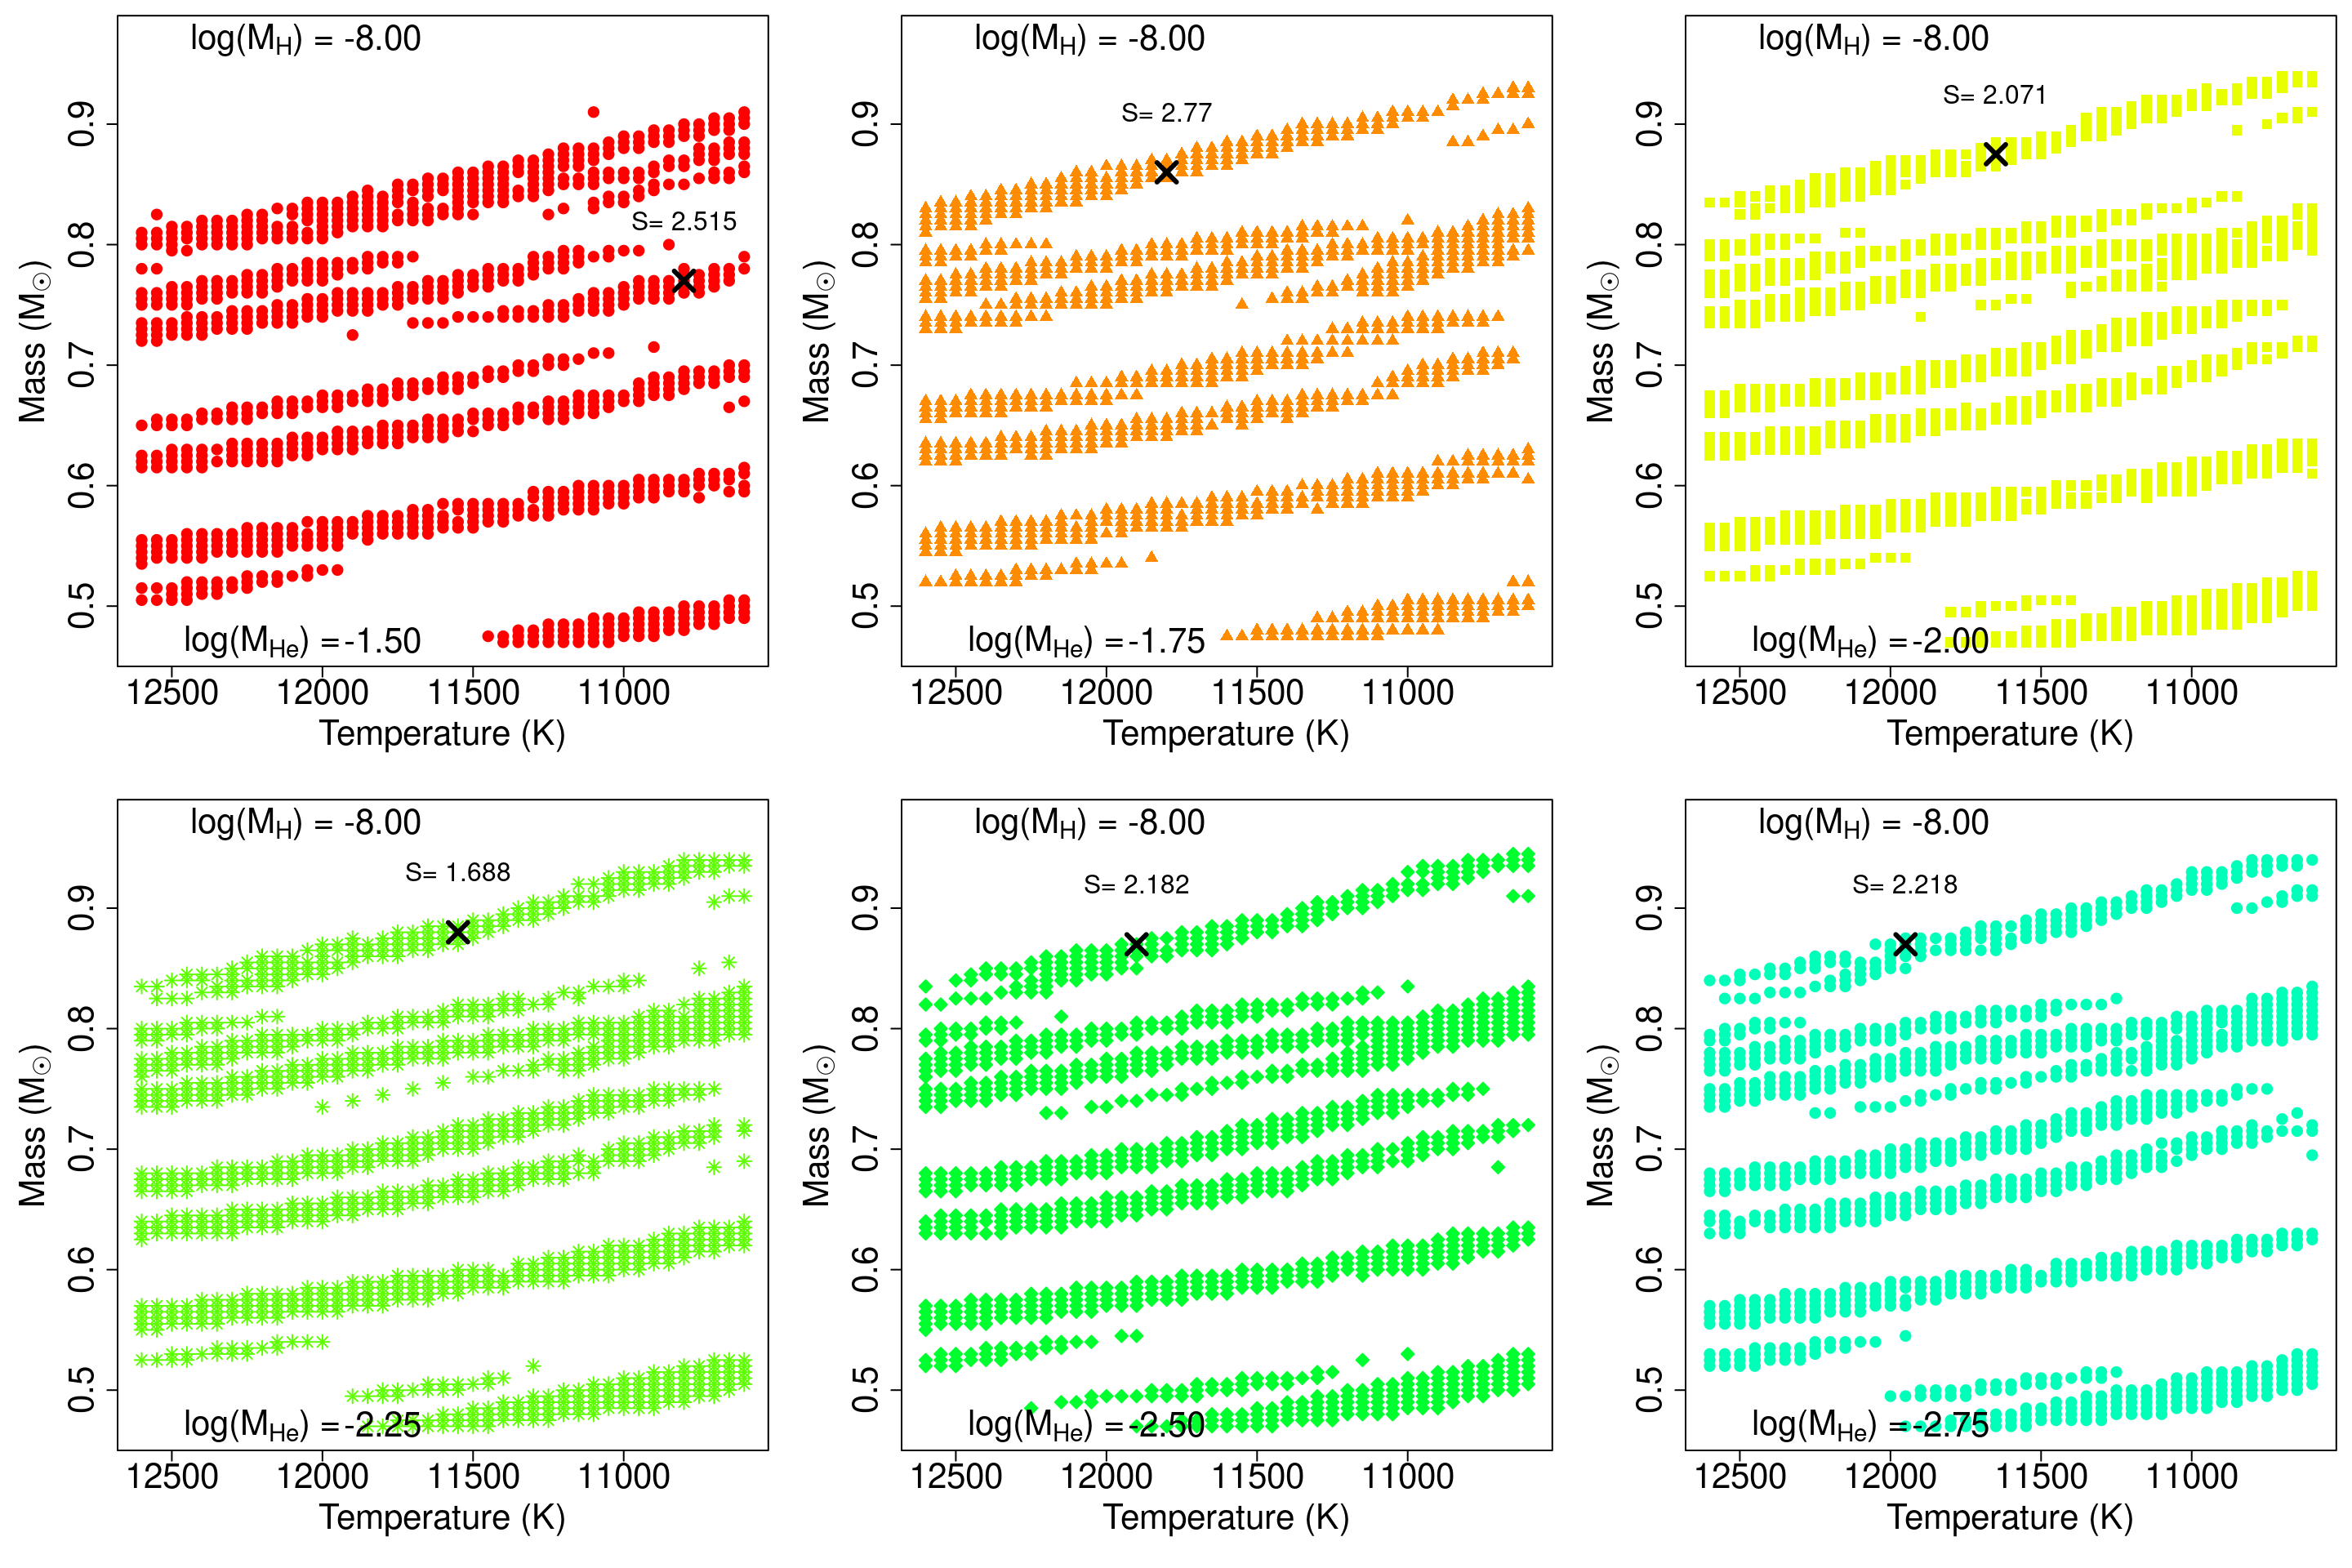 log(M_H) = -8.00
S= 2.515
log(M_He) =-1.50
0.5 0.6 0.7 0.8 0.9
Mass (M☉)
12500 12000 11500 11000
Temperature (K)
log(M_H) = -8.00
S= 2.77
log(M_He) =-1.75
0.5 0.6 0.7 0.8 0.9
Mass (M☉)
12500 12000 11500 11000
Temperature (K)
log(M_H) = -8.00
S= 2.071
log(M_He) =-2.00
0.5 0.6 0.7 0.8 0.9
Mass (M☉)
12500 12000 11500 11000
Temperature (K)
log(M_H) = -8.00
S= 1.688
log(M_He) =-2.25
0.5 0.6 0.7 0.8 0.9
Mass (M☉)
12500 12000 11500 11000
Temperature (K)
log(M_H) = -8.00
S= 2.182
log(M_He) =-2.50
0.5 0.6 0.7 0.8 0.9
Mass (M☉)
12500 12000 11500 11000
Temperature (K)
log(M_H) = -8.00
S= 2.218
log(M_He) =-2.75
0.5 0.6 0.7 0.8 0.9
Mass (M☉)
12500 12000 11500 11000
Temperature (K)